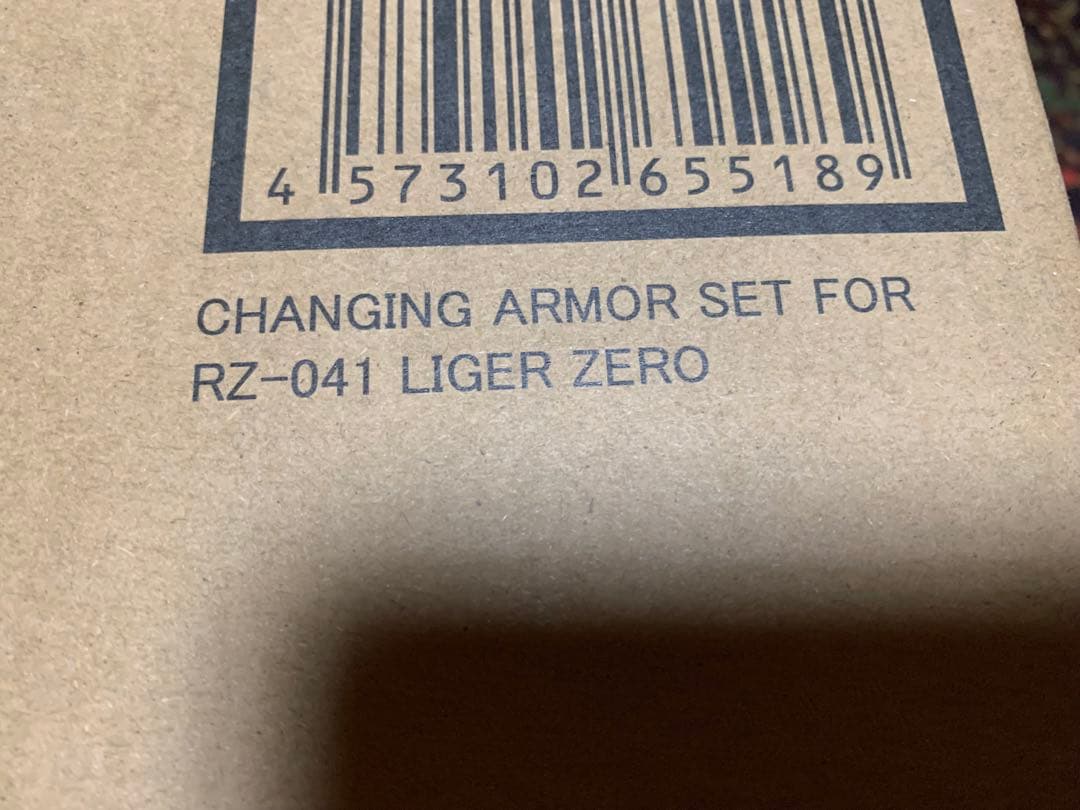 4 573102 655189
CHANGING ARMOR SET FOR
RZ-041 LIGER ZERO